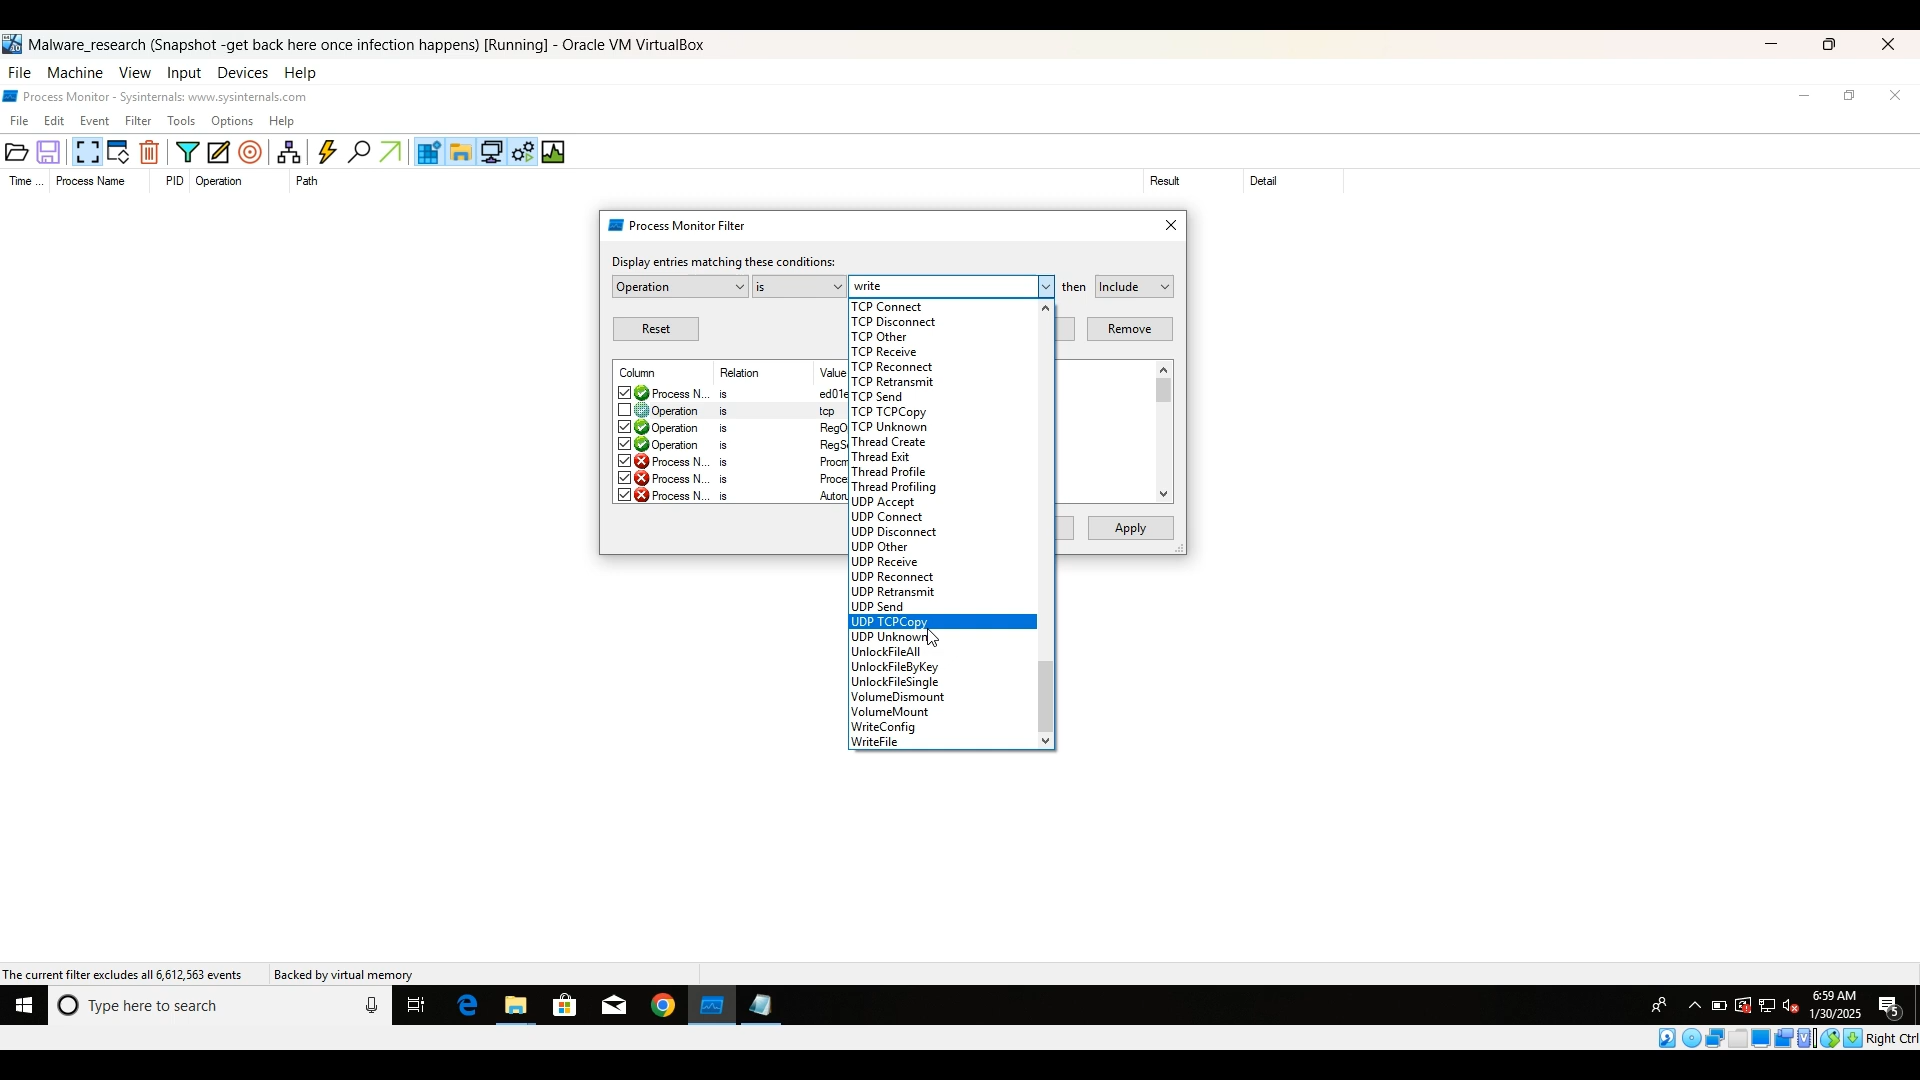 Malware_research (Snapshot -get back here once infection happens) [Running] - Oracle VM VirtualBox
File Machine View Input Devices Help
Process Monitor - Sysinternals: www.sysinternals.com
File Edit Event Filter Tools Options Help
Time ... Process Name PID Operation Path Result Detail
Process Monitor Filter
Display entries matching these conditions:
Operation is write then Include
Reset Remove
Column Relation Value
Process N... is ed01e
Operation is tcp
Operation is RegO
Operation is RegS
Process N... is Procm
Process N... is Proce
Process N... is Autoru
Apply
TCP Connect
TCP Disconnect
TCP Other
TCP Receive
TCP Reconnect
TCP Retransmit
TCP Send
TCP TCPCopy
TCP Unknown
Thread Create
Thread Exit
Thread Profile
Thread Profiling
UDP Accept
UDP Connect
UDP Disconnect
UDP Other
UDP Receive
UDP Reconnect
UDP Retransmit
UDP Send
UDP TCPCopy
UDP Unknown
UnlockFileAll
UnlockFileByKey
UnlockFileSingle
VolumeDismount
VolumeMount
WriteConfig
WriteFile
The current filter excludes all 6,612,563 events Backed by virtual memory
Type here to search
6:59 AM
1/30/2025
5
Right Ctrl